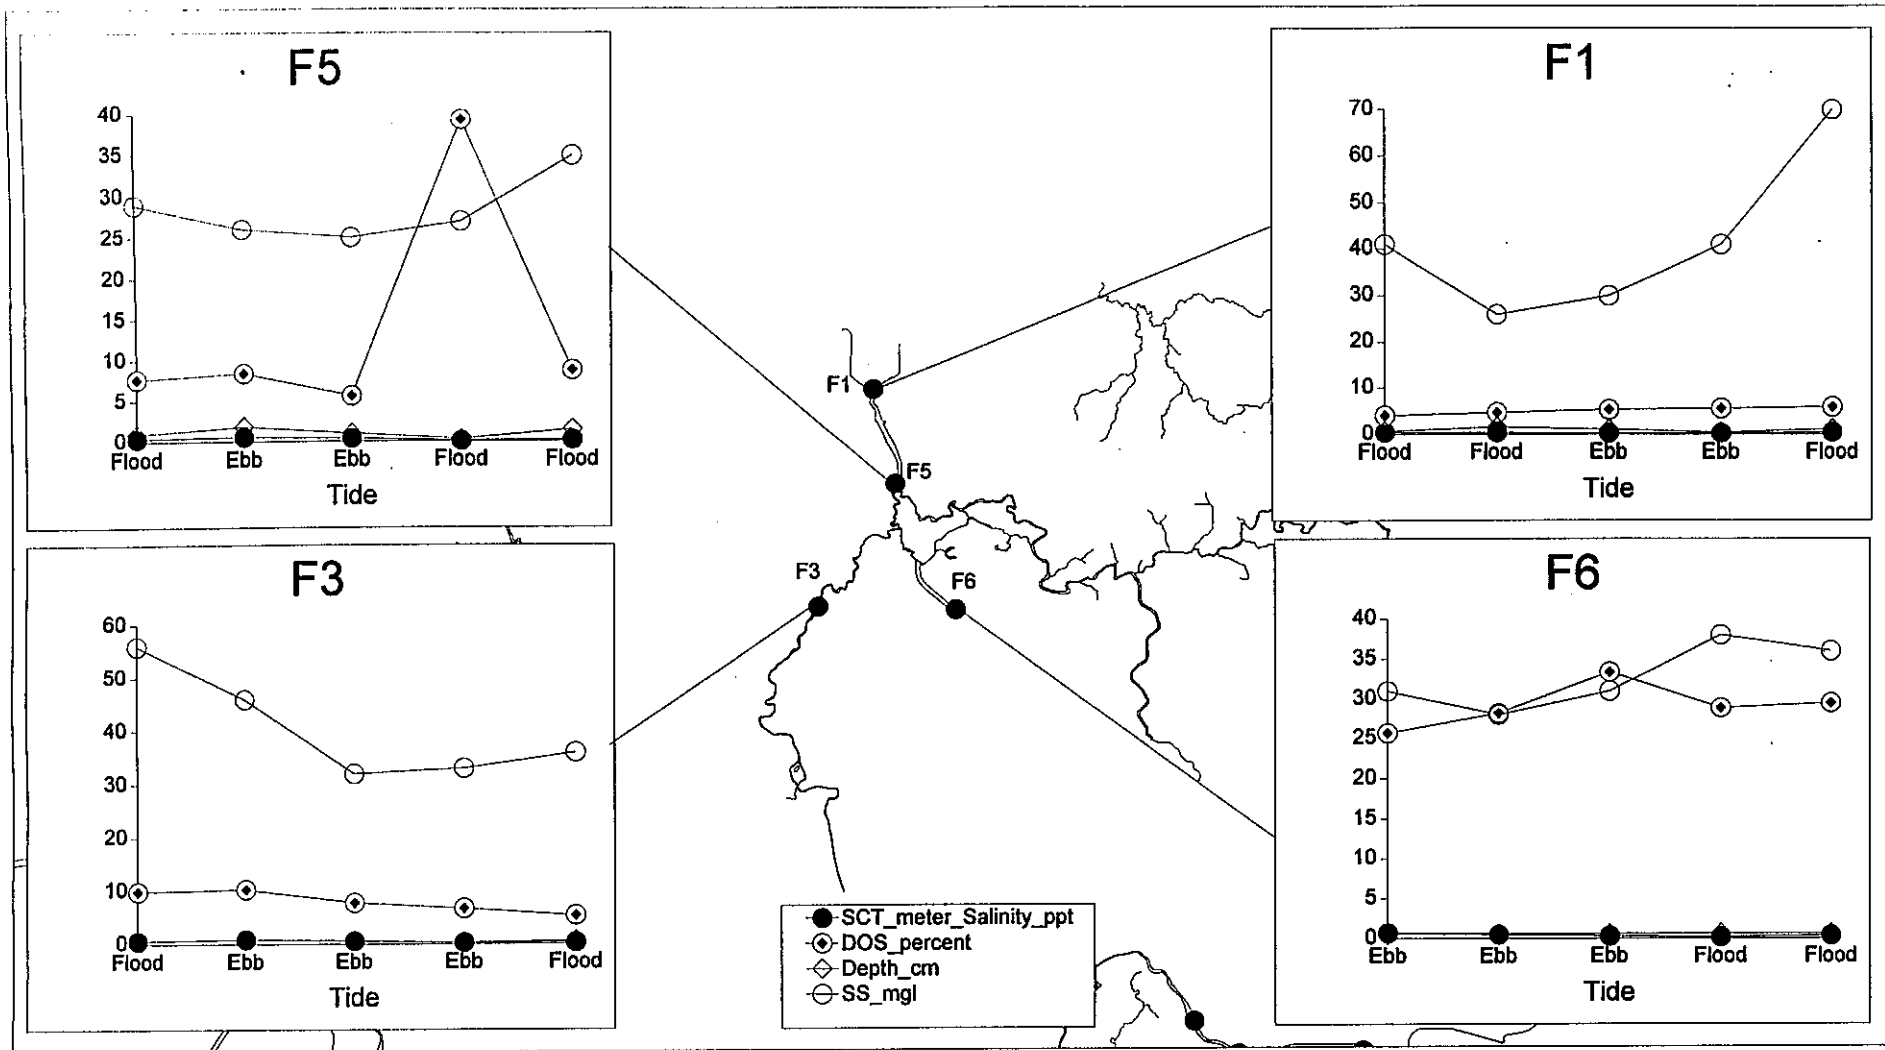 F5
40
35
30
25
20
15
10
5
0
Flood Ebb Ebb Flood Flood
Tide
F1
70
60
50
40
30
20
10
0
Flood Flood Ebb Ebb Flood
Tide
F1
F5
F3
F6
F3
60
50
40
30
20
10
0
Flood Ebb Ebb Ebb Flood
Tide
F6
40
35
30
25
20
15
10
5
0
Ebb Ebb Ebb Flood Flood
Tide
SCT_meter_Salinity_ppt
DOS_percent
Depth_cm
SS_mgl